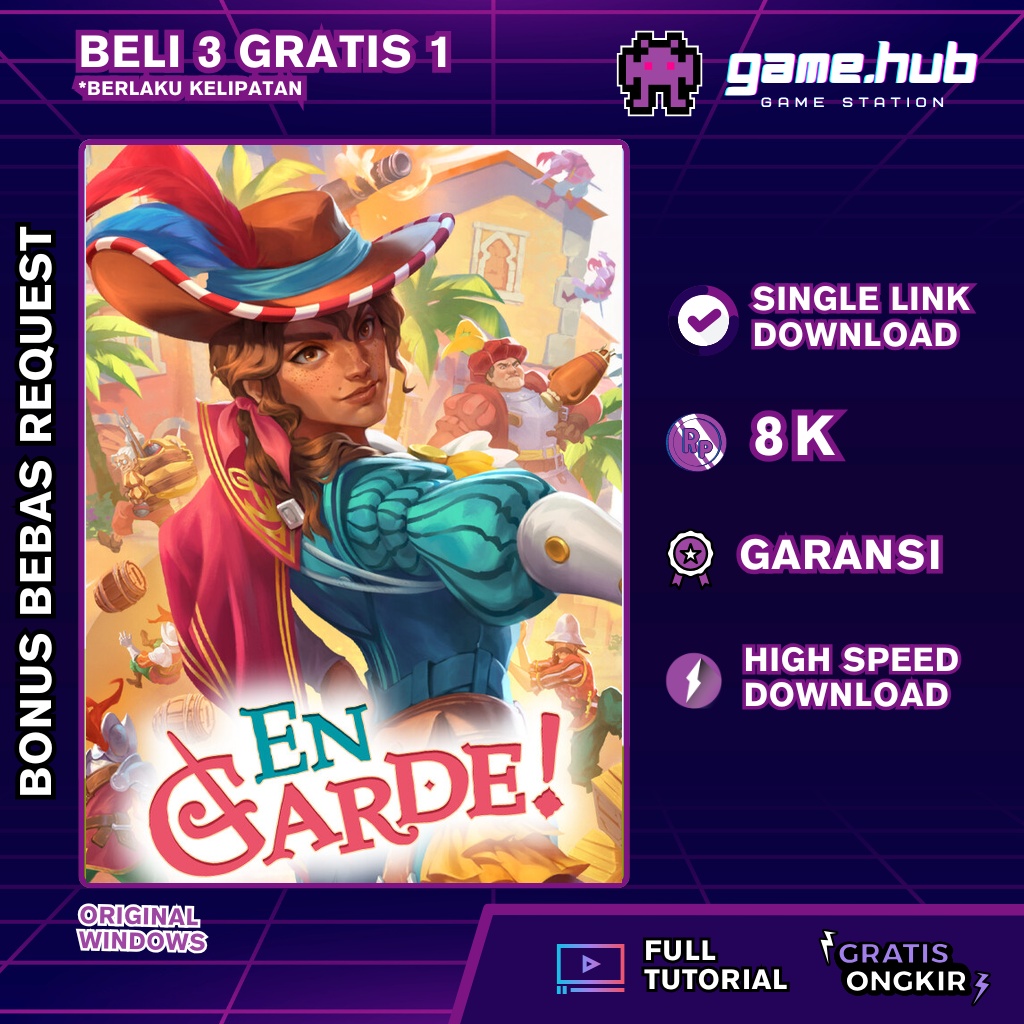 BELI 3 GRATIS 1
*BERLAKU KELIPATAN
game.hub
GAME STATION
BONUS BEBAS REQUEST
SINGLE LINK
DOWNLOAD
Rp
8K
GARANSI
HIGH SPEED
DOWNLOAD
EN
GARDE!
ORIGINAL
WINDOWS
FULL
TUTORIAL
GRATIS
ONGKIR